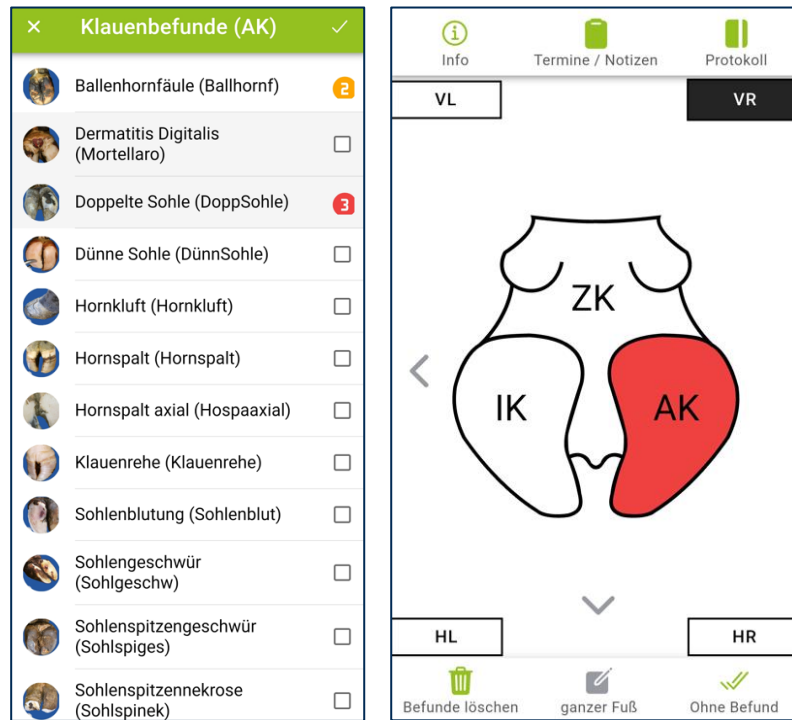 Klauenbefunde (AK)
Ballenhornfäule (Ballhornf)
2
Dermatitis Digitalis
(Mortellaro)
Doppelte Sohle (DoppSohle)
3
Dünne Sohle (DünnSohle)
Hornkluft (Hornkluft)
Hornspalt (Hornspalt)
Hornspalt axial (Hospaaxial)
Klauenrehe (Klauenrehe)
Sohlenblutung (Sohlenblut)
Sohlengeschwür
(Sohlgeschw)
Sohlenspitzengeschwür
(Sohlspiges)
Sohlenspitzennekrose
(Sohlspinek)
Info
Termine / Notizen
Protokoll
VL
VR
ZK
IK
AK
HL
HR
Befunde löschen
ganzer Fuß
Ohne Befund